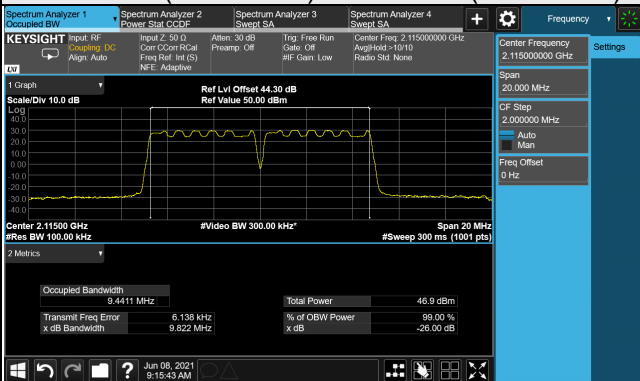 Spectrum Analyzer 1
Occupied BW
Spectrum Analyzer 2
Power Stat CCDF
Spectrum Analyzer 3
Swept SA
Spectrum Analyzer 4
Swept SA
+
Frequency
KEYSIGHT
Input: RF
Coupling: DC
Align: Auto
Input Z: 50 Ω
Corr CCorr RCal
Freq Ref: Int (S)
NFE: Adaptive
Atten: 30 dB
Preamp: Off
Trig: Free Run
Gate: Off
#IF Gain: Low
Center Freq: 2.115000000 GHz
Avg|Hold:>10/10
Radio Std: None
LXI
Center Frequency
2.115000000 GHz
Settings
Span
20.000 MHz
CF Step
2.000000 MHz
Auto
Man
Freq Offset
0 Hz
1 Graph
Scale/Div 10.0 dB
Ref Lvl Offset 44.30 dB
Ref Value 50.00 dBm
Log
40.0
30.0
20.0
10.0
0.00
-10.0
-20.0
-30.0
-40.0
Center 2.11500 GHz
#Res BW 100.00 kHz
#Video BW 300.00 kHz*
Span 20 MHz
#Sweep 300 ms (1001 pts)
2 Metrics
Occupied Bandwidth
9.4411 MHz
Total Power 46.9 dBm
Transmit Freq Error 6.138 kHz
% of OBW Power 99.00 %
x dB Bandwidth 9.822 MHz
x dB -26.00 dB
?
Jun 08, 2021
9:15:43 AM